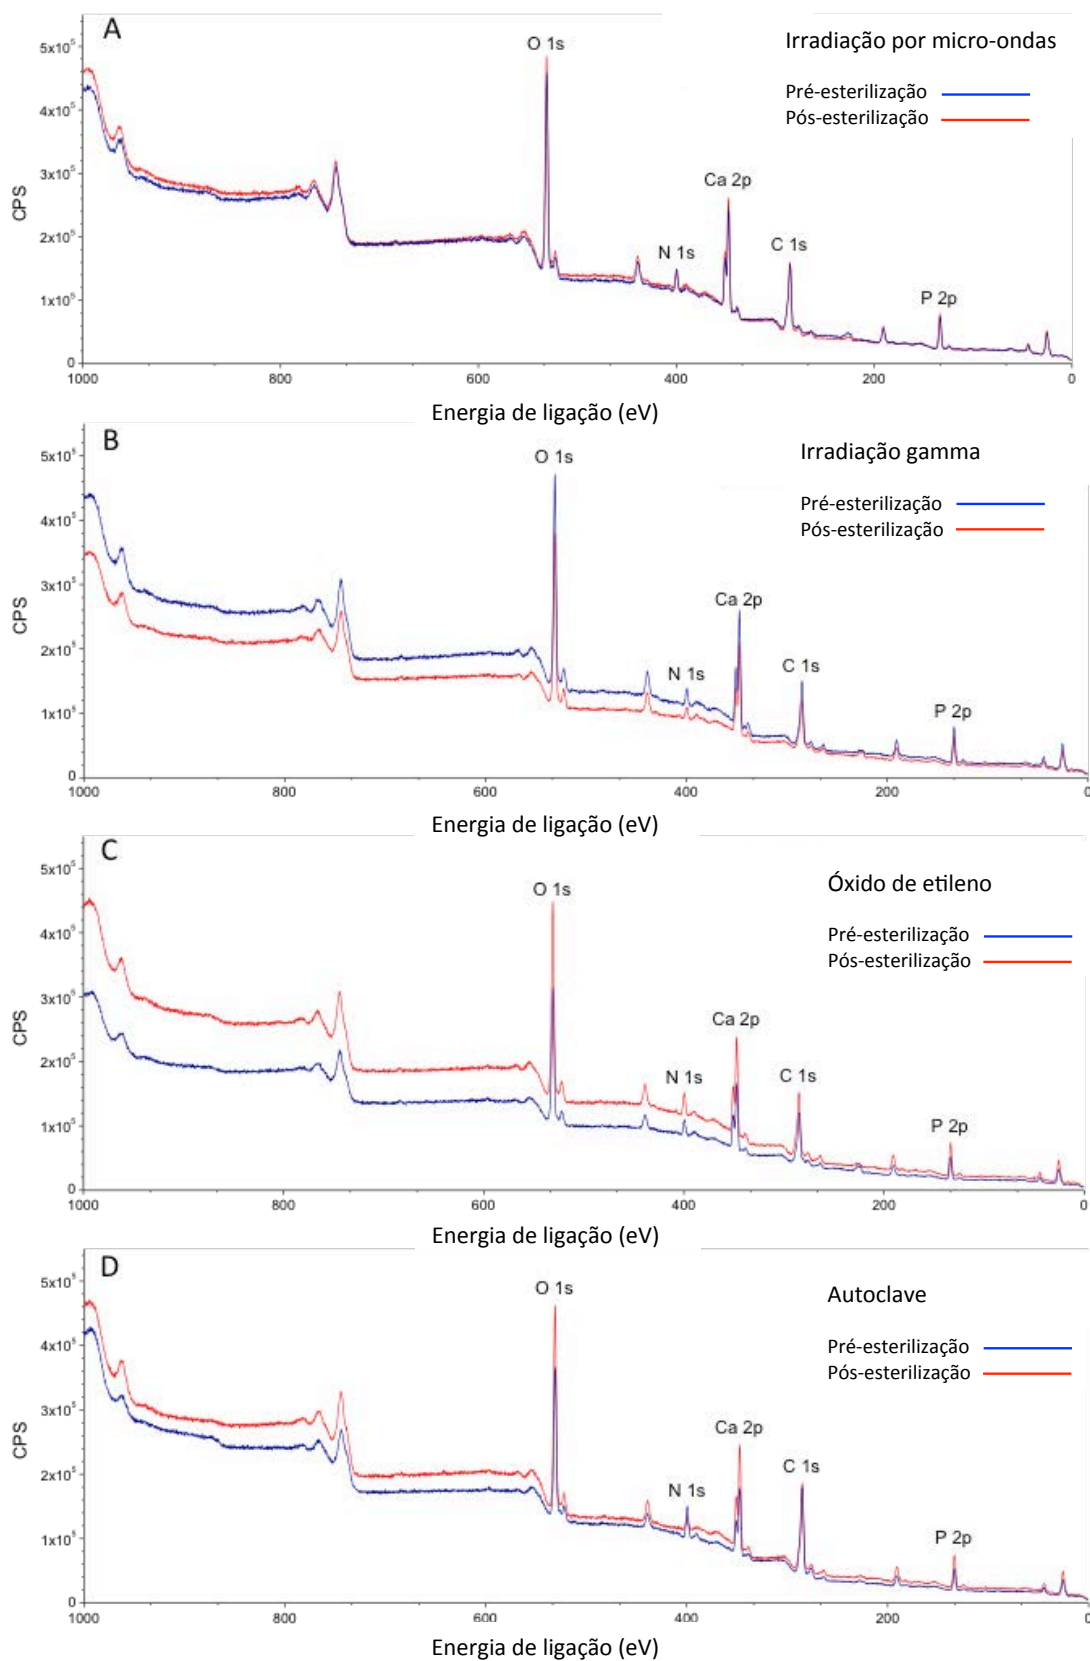 A
Irradiação por micro-ondas
Pré-esterilização
Pós-esterilização
O 1s
Ca 2p
N 1s
C 1s
P 2p
CPS
5x10⁵
4x10⁵
3x10⁵
2x10⁵
1x10⁵
0
1000 800 600 400 200 0
Energia de ligação (eV)
B
Irradiação gamma
Pré-esterilização
Pós-esterilização
O 1s
Ca 2p
N 1s
C 1s
P 2p
CPS
5x10⁵
4x10⁵
3x10⁵
2x10⁵
1x10⁵
0
1000 800 600 400 200 0
Energia de ligação (eV)
C
Óxido de etileno
Pré-esterilização
Pós-esterilização
O 1s
Ca 2p
N 1s
C 1s
P 2p
CPS
5x10⁵
4x10⁵
3x10⁵
2x10⁵
1x10⁵
0
1000 800 600 400 200 0
Energia de ligação (eV)
D
Autoclave
Pré-esterilização
Pós-esterilização
O 1s
Ca 2p
N 1s
C 1s
P 2p
CPS
5x10⁵
4x10⁵
3x10⁵
2x10⁵
1x10⁵
0
1000 800 600 400 200 0
Energia de ligação (eV)